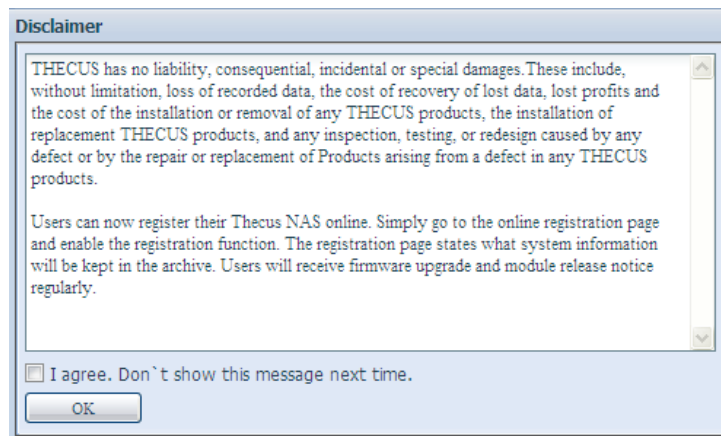 Disclaimer
THECUS has no liability, consequential, incidental or special damages.These include,
without limitation, loss of recorded data, the cost of recovery of lost data, lost profits and
the cost of the installation or removal of any THECUS products, the installation of
replacement THECUS products, and any inspection, testing, or redesign caused by any
defect or by the repair or replacement of Products arising from a defect in any THECUS
products.
Users can now register their Thecus NAS online. Simply go to the online registration page
and enable the registration function. The registration page states what system information
will be kept in the archive. Users will receive firmware upgrade and module release notice
regularly.
I agree. Don`t show this message next time.
OK